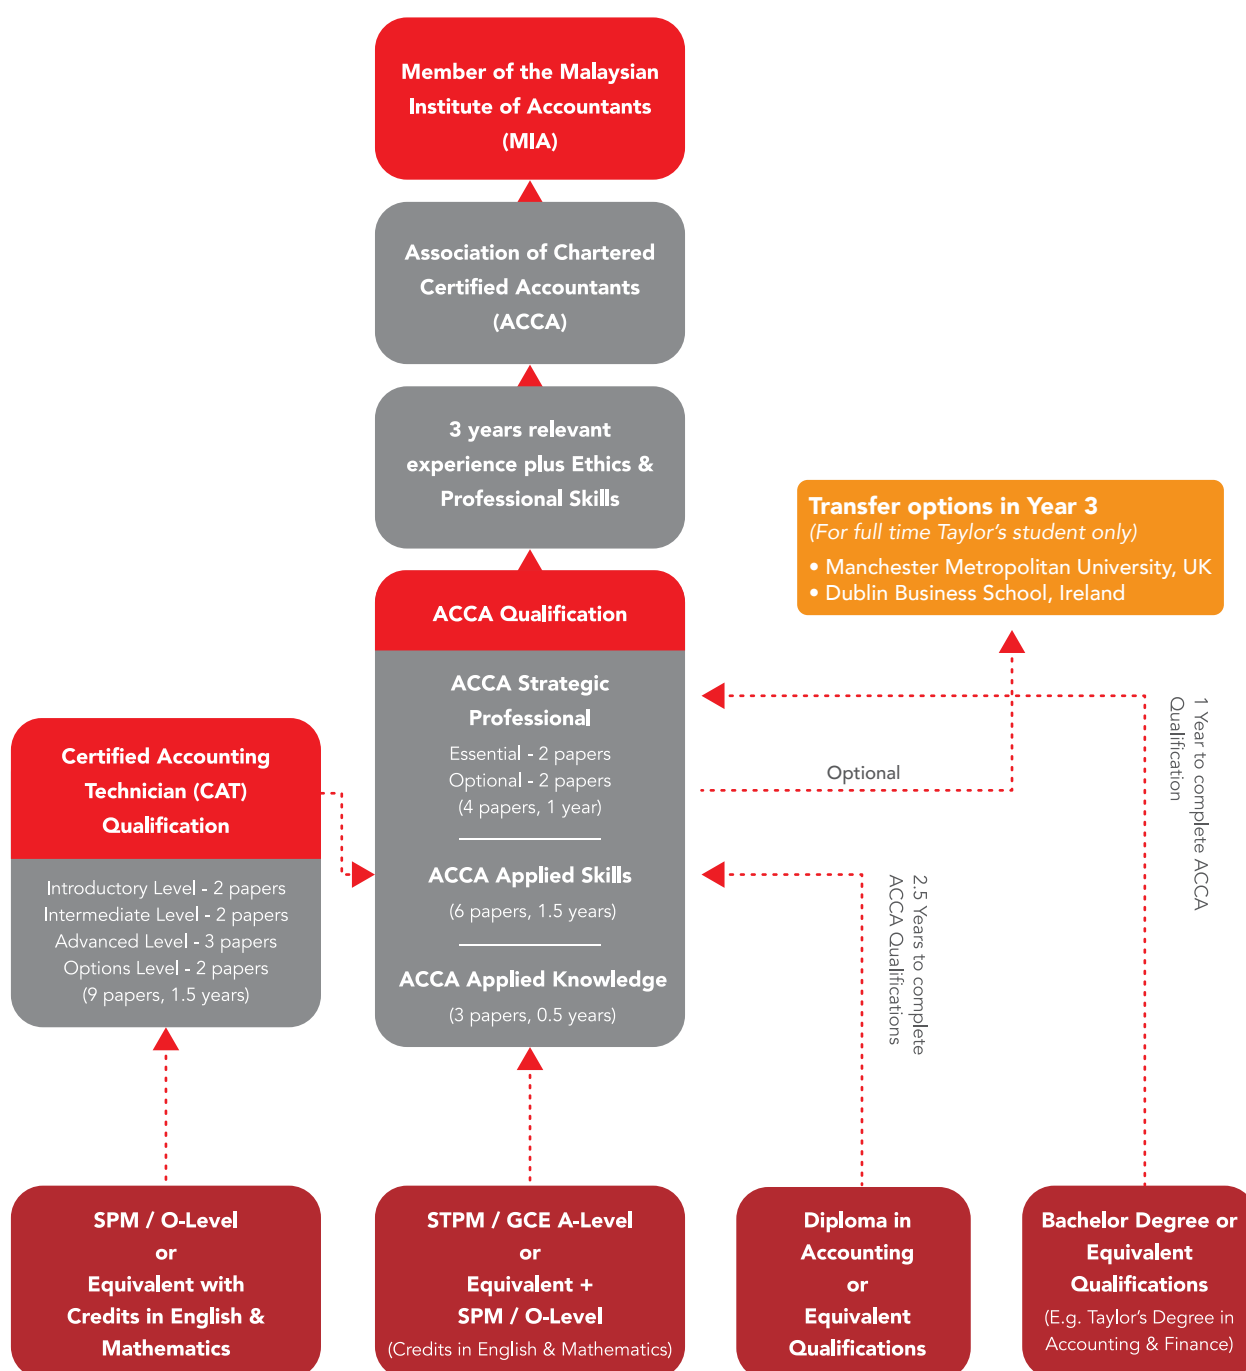 Member of the Malaysian
Institute of Accountants
(MIA)
Association of Chartered
Certified Accountants
(ACCA)
3 years relevant
experience plus Ethics &
Professional Skills
Transfer options in Year 3
(For full time Taylor's student only)
• Manchester Metropolitan University, UK
• Dublin Business School, Ireland
ACCA Qualification
ACCA Strategic
Professional
Essential - 2 papers
Optional - 2 papers
(4 papers, 1 year)
ACCA Applied Skills
(6 papers, 1.5 years)
ACCA Applied Knowledge
(3 papers, 0.5 years)
Optional
1 Year to complete ACCA
Qualification
2.5 Years to complete
ACCA Qualifications
Certified Accounting
Technician (CAT)
Qualification
Introductory Level - 2 papers
Intermediate Level - 2 papers
Advanced Level - 3 papers
Options Level - 2 papers
(9 papers, 1.5 years)
SPM / O-Level
or
Equivalent with
Credits in English &
Mathematics
STPM / GCE A-Level
or
Equivalent +
SPM / O-Level
(Credits in English & Mathematics)
Diploma in
Accounting
or
Equivalent
Qualifications
Bachelor Degree or
Equivalent
Qualifications
(E.g. Taylor's Degree in
Accounting & Finance)